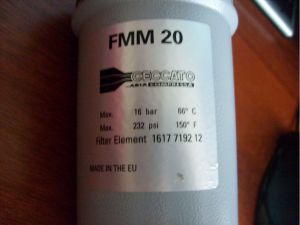 FMM 20
CECCATO
ARIA COMPRESSA
Max. 16 bar 66° C
Max. 232 psi 150° F
Filter Element 1617 7192 12
MADE IN THE EU